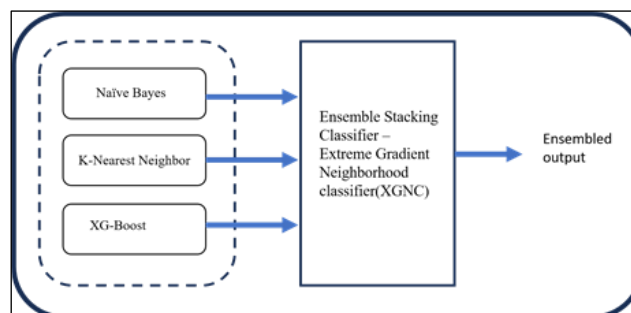 Naïve Bayes
K-Nearest Neighbor
XG-Boost
Ensemble Stacking
Classifier –
Extreme Gradient
Neighborhood
classifier(XGNC)
Ensembled
output